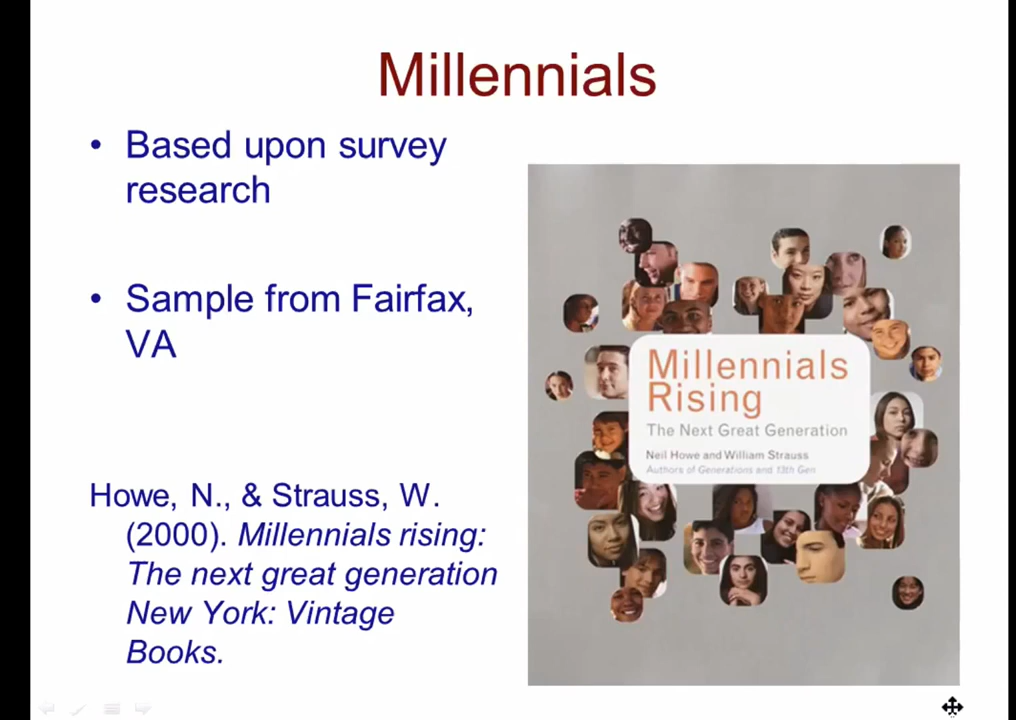 Millennials
• Based upon survey
research
• Sample from Fairfax,
VA
Howe, N., & Strauss, W.
(2000). Millennials rising:
The next great generation
New York: Vintage
Books.
Millennials
Rising
The Next Great Generation
Neil Howe and William Strauss
Authors of Generations and 13th Gen